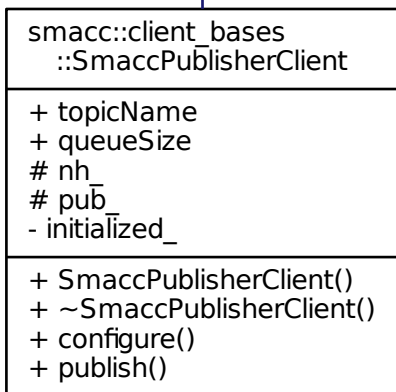 smacc::client_bases
::SmaccPublisherClient
+ topicName
+ queueSize
# nh_
# pub_
- initialized_
+ SmaccPublisherClient()
+ ~SmaccPublisherClient()
+ configure()
+ publish()